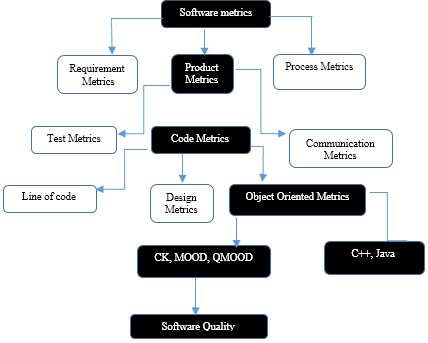 Software metrics
Requirement
Metrics
Product
Metrics
Process Metrics
Test Metrics
Code Metrics
Communication
Metrics
Line of code
Design
Metrics
Object Oriented Metrics
CK, MOOD, QMOOD
C++, Java
Software Quality